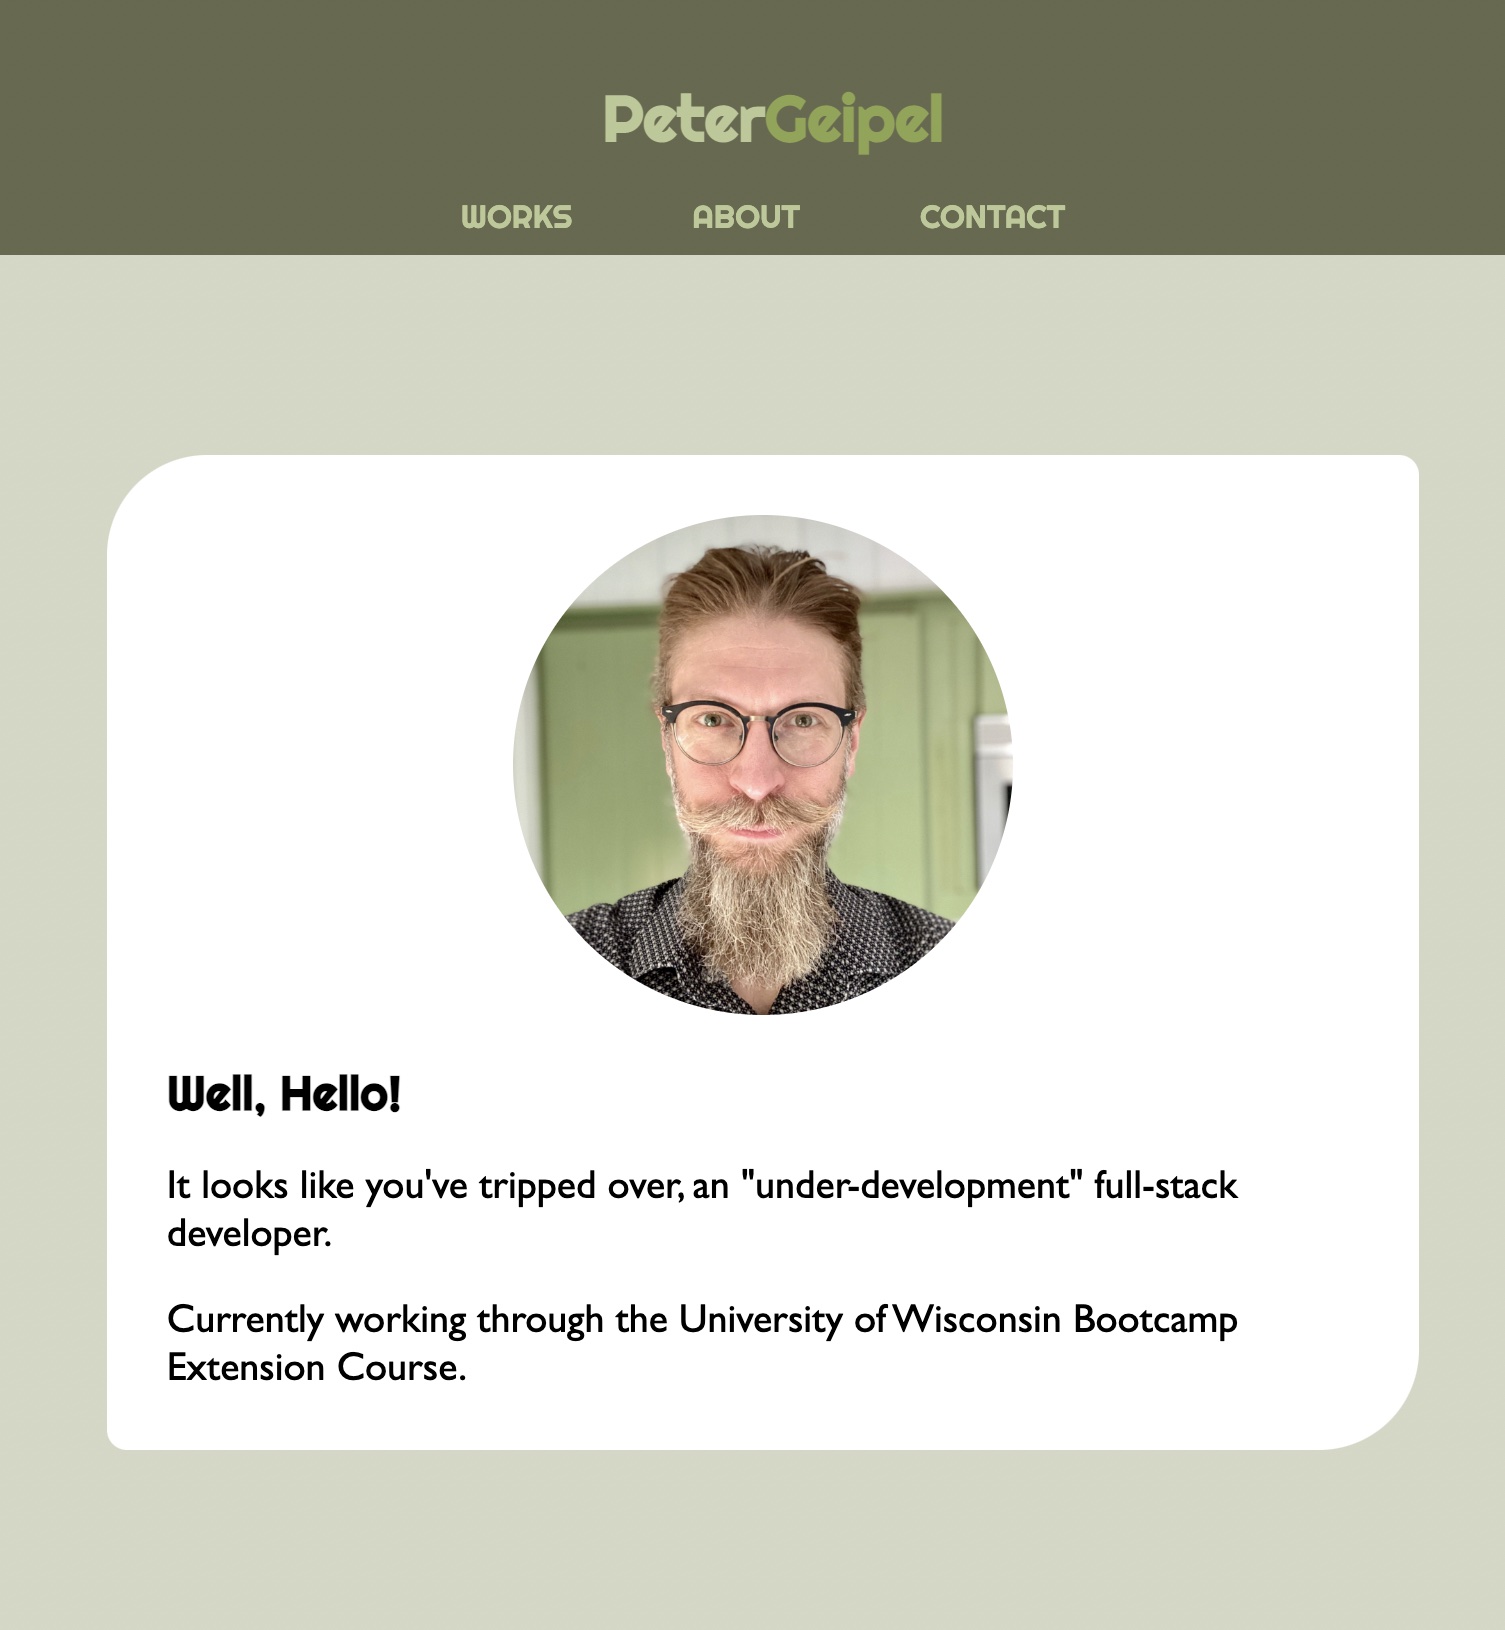 PeterGeipel
WORKS ABOUT CONTACT
Well, Hello!
It looks like you've tripped over, an "under-development" full-stack
developer.
Currently working through the University of Wisconsin Bootcamp
Extension Course.